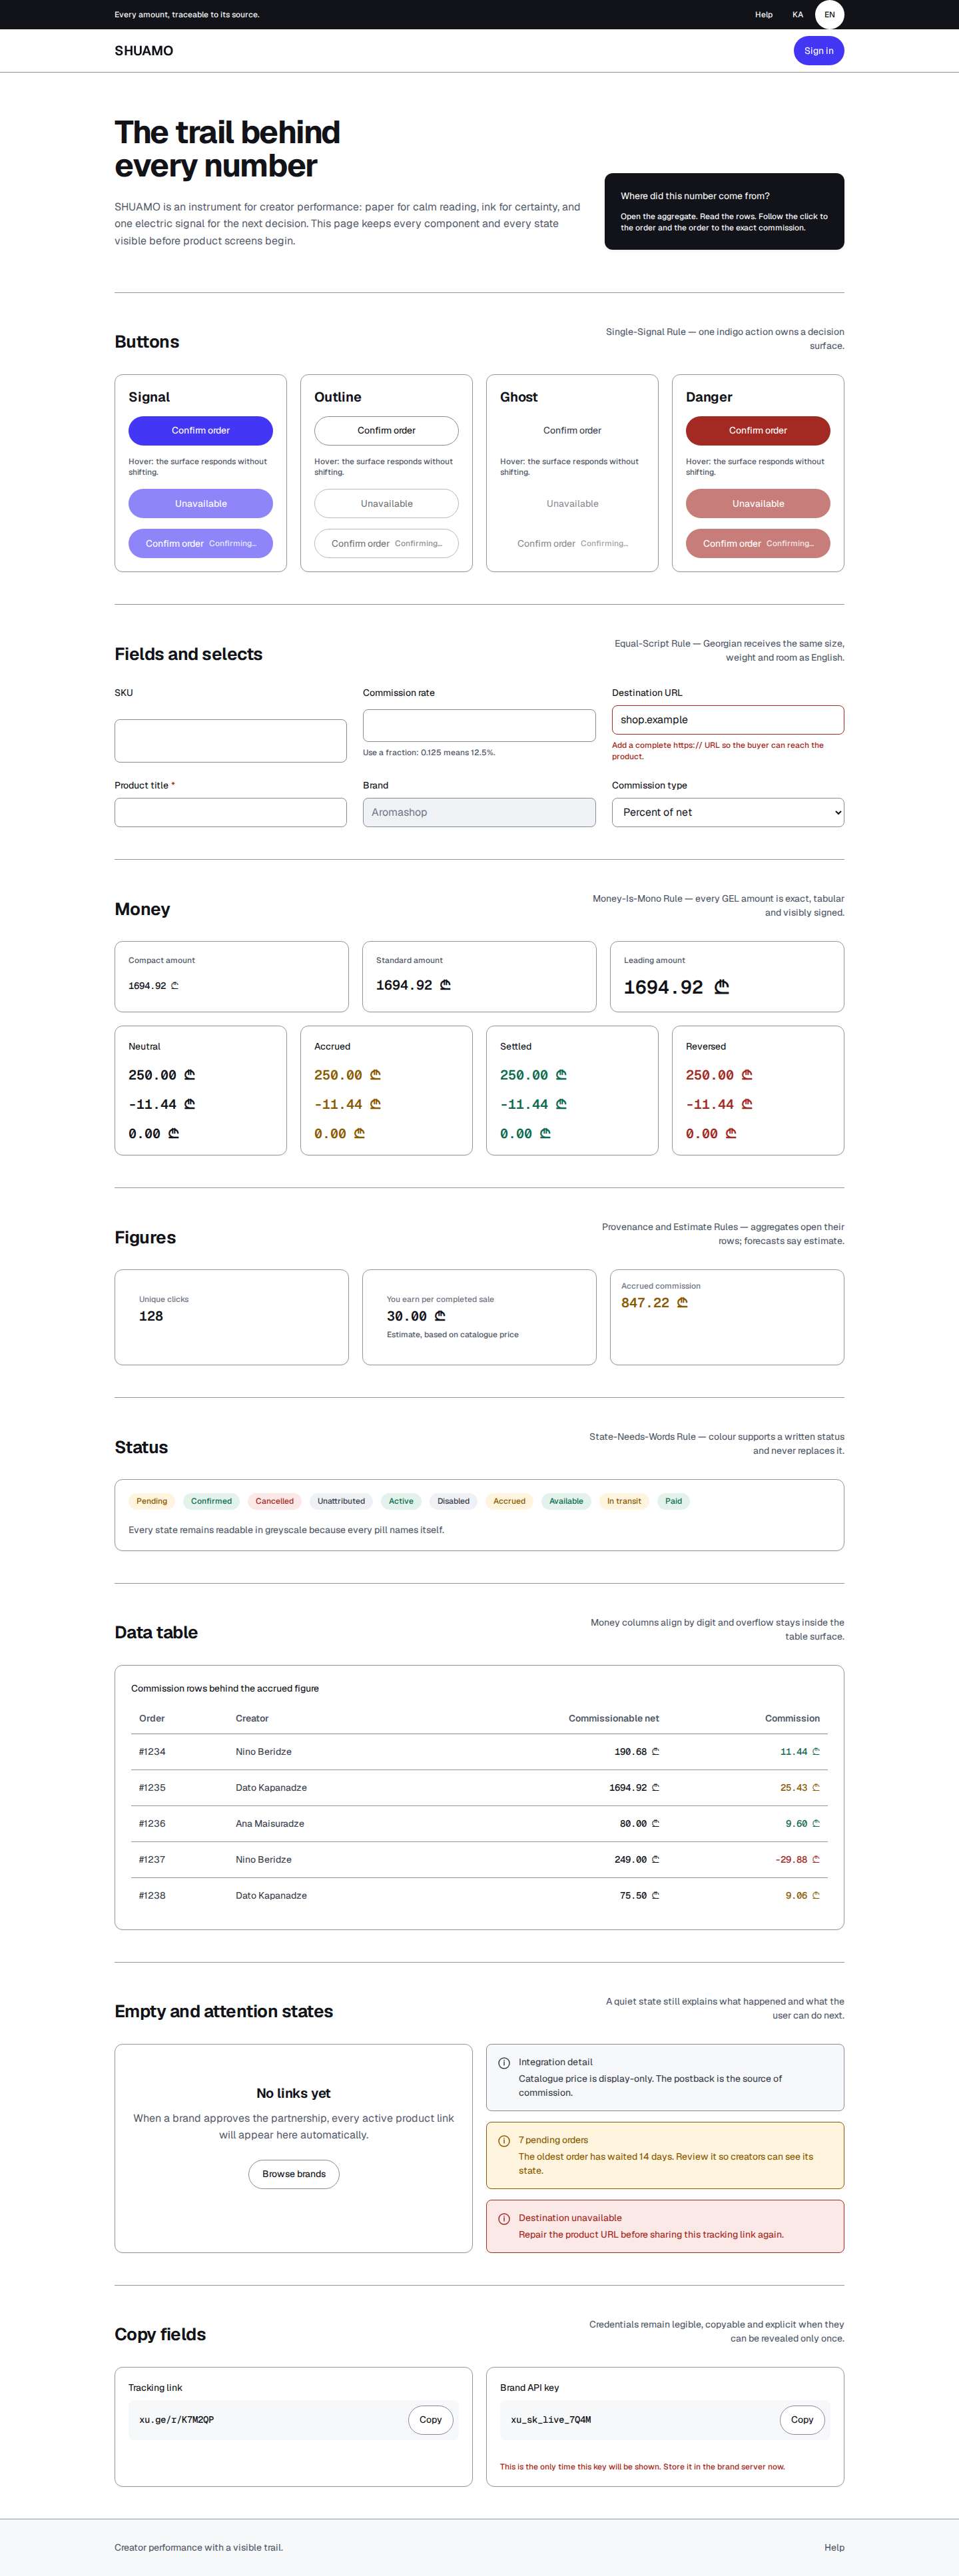 Every amount, traceable to its source.
Help KA EN
SHUAMO
Sign in
The trail behind
every number
SHUAMO is an instrument for creator performance: paper for calm reading, ink for certainty, and
one electric signal for the next decision. This page keeps every component and every state
visible before product screens begin.
Where did this number come from?
Open the aggregate. Read the rows. Follow the click to
the order and the order to the exact commission.
Buttons
Single-Signal Rule — one indigo action owns a decision
surface.
Signal
Confirm order
Hover: the surface responds without
shifting.
Unavailable
Confirm order Confirming…
Outline
Confirm order
Hover: the surface responds without
shifting.
Unavailable
Confirm order Confirming…
Ghost
Confirm order
Hover: the surface responds without
shifting.
Unavailable
Confirm order Confirming…
Danger
Confirm order
Hover: the surface responds without
shifting.
Unavailable
Confirm order Confirming…
Fields and selects
Equal-Script Rule — Georgian receives the same size,
weight and room as English.
SKU
Commission rate
Use a fraction: 0.125 means 12.5%.
Destination URL
shop.example
Add a complete https:// URL so the buyer can reach the
product.
Product title *
Brand
Aromashop
Commission type
Percent of net
Money
Money-Is-Mono Rule — every GEL amount is exact, tabular
and visibly signed.
Compact amount
1694.92 ₾
Standard amount
1694.92 ₾
Leading amount
1694.92 ₾
Neutral
250.00 ₾
-11.44 ₾
0.00 ₾
Accrued
250.00 ₾
-11.44 ₾
0.00 ₾
Settled
250.00 ₾
-11.44 ₾
0.00 ₾
Reversed
250.00 ₾
-11.44 ₾
0.00 ₾
Figures
Provenance and Estimate Rules — aggregates open their
rows; forecasts say estimate.
Unique clicks
128
You earn per completed sale
30.00 ₾
Estimate, based on catalogue price
Accrued commission
847.22 ₾
Status
State-Needs-Words Rule — colour supports a written status
and never replaces it.
Pending Confirmed Cancelled Unattributed Active Disabled Accrued Available In transit Paid
Every state remains readable in greyscale because every pill names itself.
Data table
Money columns align by digit and overflow stays inside the
table surface.
Commission rows behind the accrued figure
Order Creator Commissionable net Commission
#1234 Nino Beridze 190.68 ₾ 11.44 ₾
#1235 Dato Kapanadze 1694.92 ₾ 25.43 ₾
#1236 Ana Maisuradze 80.00 ₾ 9.60 ₾
#1237 Nino Beridze 249.00 ₾ -29.88 ₾
#1238 Dato Kapanadze 75.50 ₾ 9.06 ₾
Empty and attention states
A quiet state still explains what happened and what the
user can do next.
No links yet
When a brand approves the partnership, every active product link
will appear here automatically.
Browse brands
Integration detail
Catalogue price is display-only. The postback is the source of
commission.
7 pending orders
The oldest order has waited 14 days. Review it so creators can see its
state.
Destination unavailable
Repair the product URL before sharing this tracking link again.
Copy fields
Credentials remain legible, copyable and explicit when they
can be revealed only once.
Tracking link
xu.ge/r/K7M2QP
Copy
Brand API key
xu_sk_live_7Q4M
Copy
This is the only time this key will be shown. Store it in the brand server now.
Creator performance with a visible trail.
Help